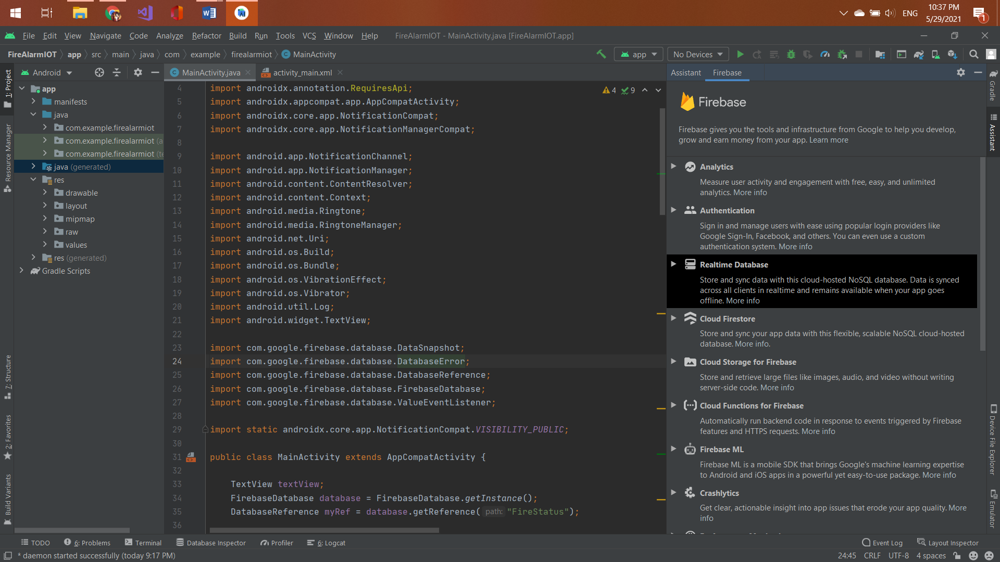 ENG
10:37 PM
5/29/2021
1
File Edit View Navigate Code Analyze Refactor Build Run Tools VCS Window Help FireAlarmIOT - MainActivity.java [FireAlarmIOT.app]
FireAlarmIOT app src main java com example firealarmiot MainActivity
app No Devices
1: Project
Resource Manager
7: Structure
2: Favorites
Build Variants
Android
app
manifests
java
com.example.firealarmiot
com.example.firealarmiot (a
com.example.firealarmiot (te
java (generated)
res
drawable
layout
mipmap
raw
values
res (generated)
Gradle Scripts
MainActivity.java activity_main.xml
4 9
4 import androidx.annotation.RequiresApi;
5 import androidx.appcompat.app.AppCompatActivity;
6 import androidx.core.app.NotificationCompat;
7 import androidx.core.app.NotificationManagerCompat;
8
9 import android.app.NotificationChannel;
10 import android.app.NotificationManager;
11 import android.content.ContentResolver;
12 import android.content.Context;
13 import android.media.Ringtone;
14 import android.media.RingtoneManager;
15 import android.net.Uri;
16 import android.os.Build;
17 import android.os.Bundle;
18 import android.os.VibrationEffect;
19 import android.os.Vibrator;
20 import android.util.Log;
21 import android.widget.TextView;
22
23 import com.google.firebase.database.DataSnapshot;
24 import com.google.firebase.database.DatabaseError;
25 import com.google.firebase.database.DatabaseReference;
26 import com.google.firebase.database.FirebaseDatabase;
27 import com.google.firebase.database.ValueEventListener;
28
29 import static androidx.core.app.NotificationCompat.VISIBILITY_PUBLIC;
30
31 public class MainActivity extends AppCompatActivity {
32
33 TextView textView;
34 FirebaseDatabase database = FirebaseDatabase.getInstance();
35 DatabaseReference myRef = database.getReference( path: "FireStatus");
36
Assistant Firebase
Firebase
Firebase gives you the tools and infrastructure from Google to help you develop,
grow and earn money from your app. Learn more
Analytics
Measure user activity and engagement with free, easy, and unlimited
analytics. More info
Authentication
Sign in and manage users with ease using popular login providers like
Google Sign-In, Facebook, and others. You can even use a custom
authentication system. More info
Realtime Database
Store and sync data with this cloud-hosted NoSQL database. Data is synced
across all clients in realtime and remains available when your app goes
offline. More info
Cloud Firestore
Store and sync your app data with this flexible, scalable NoSQL cloud-hosted
database. More info.
Cloud Storage for Firebase
Store and retrieve large files like images, audio, and video without writing
server-side code. More info
Cloud Functions for Firebase
Automatically run backend code in response to events triggered by Firebase
features and HTTPS requests. More info
Firebase ML
Firebase ML is a mobile SDK that brings Google's machine learning expertise
to Android and iOS apps in a powerful yet easy-to-use package. More info
Crashlytics
Get clear, actionable insight into app issues that erode your app quality. More
info
Gradle
Assistant
Device File Explorer
Emulator
TODO 6: Problems Terminal Database Inspector Profiler 6: Logcat Event Log Layout Inspector
* daemon started successfully (today 9:17 PM) 24:45 CRLF UTF-8 4 spaces